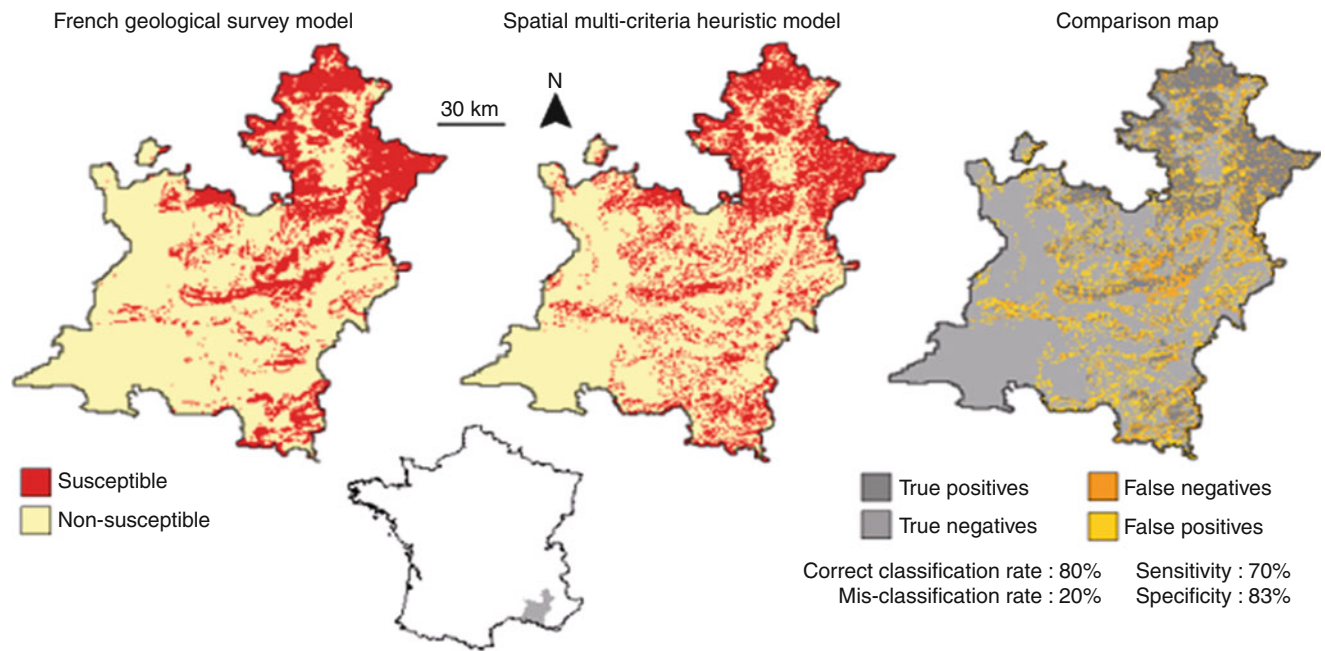 French geological survey model
Spatial multi-criteria heuristic model
Comparison map
30 km
N
Susceptible
Non-susceptible
True positives
False negatives
True negatives
False positives
Correct classification rate : 80%
Sensitivity : 70%
Mis-classification rate : 20%
Specificity : 83%